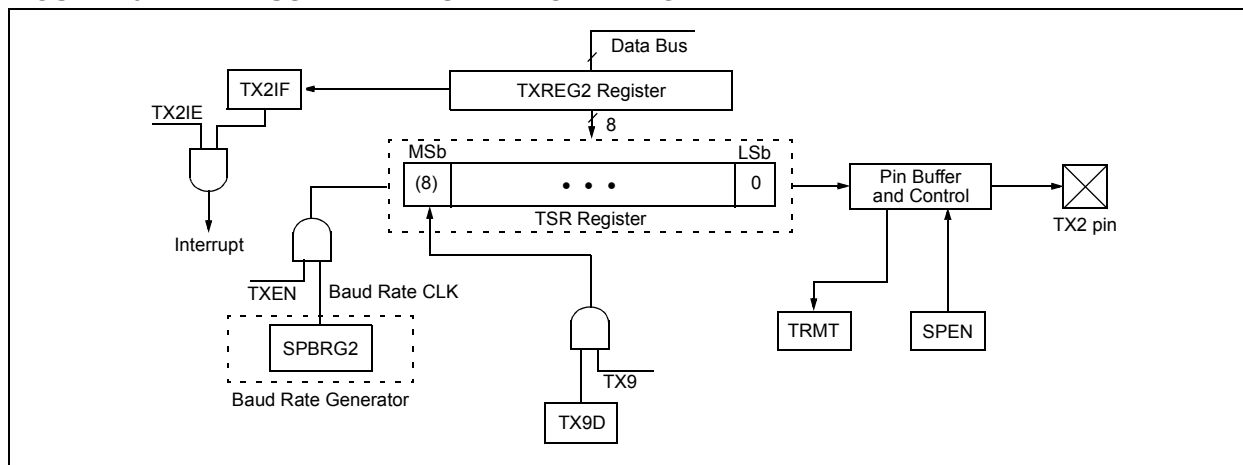 Data Bus
TX2IF
TXREG2 Register
TX2IE
8
MSb
LSb
(8)
• • •
0
Pin Buffer
and Control
TSR Register
TX2 pin
Interrupt
TXEN
Baud Rate CLK
TRMT
SPEN
SPBRG2
TX9
Baud Rate Generator
TX9D